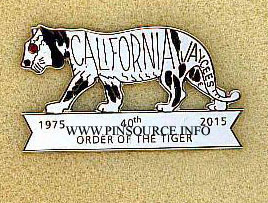 CALIFORNIA JAYCEES
1975 40th 2015
WWW.PINSOURCE.INFO
ORDER OF THE TIGER